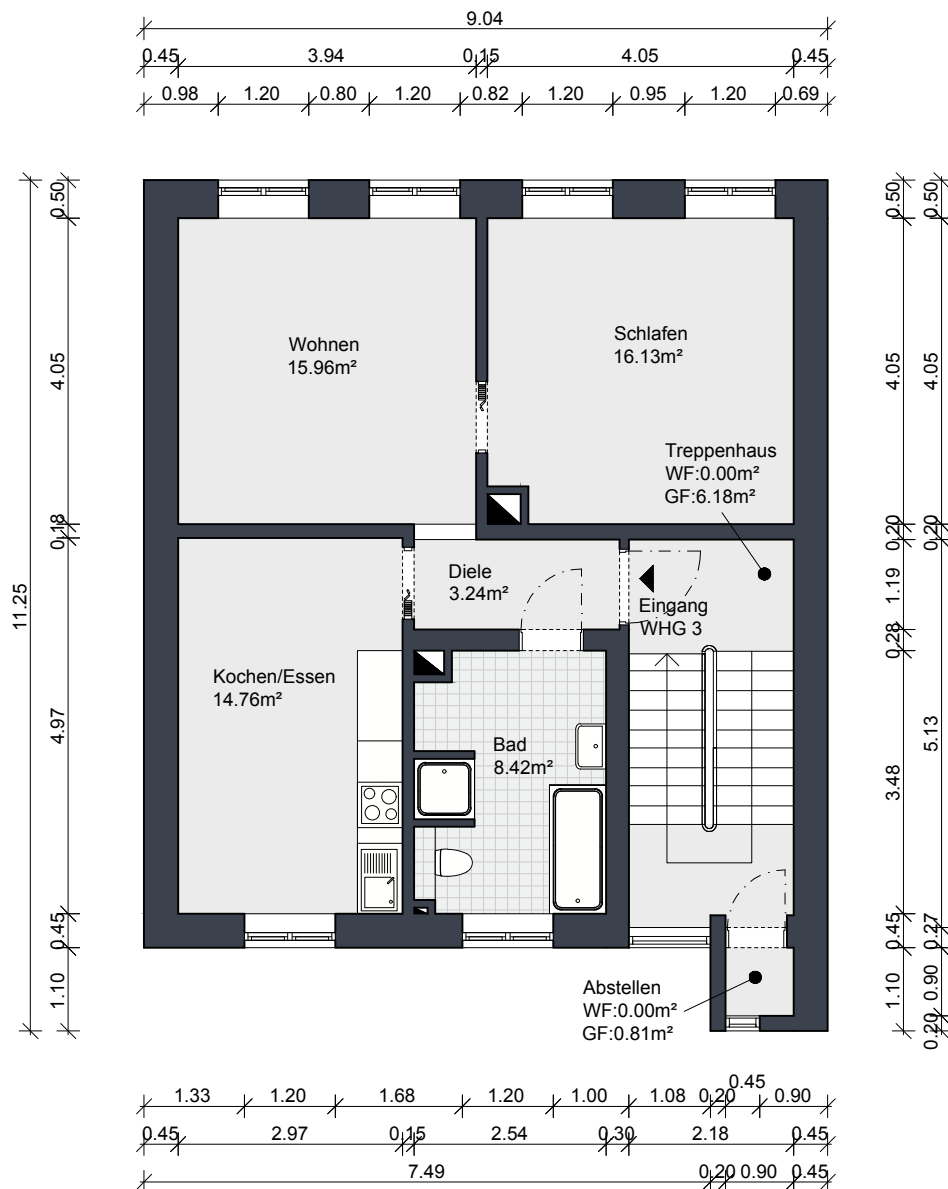 9.04
0.45 3.94 0.15 4.05 0.45
0.98 1.20 0.80 1.20 0.82 1.20 0.95 1.20 0.69
11.25
0.50
4.05
0.18
4.97
0.45
1.10
Wohnen
15.96m²
Schlafen
16.13m²
Treppenhaus
WF:0.00m²
GF:6.18m²
Diele
3.24m²
Eingang
WHG 3
Kochen/Essen
14.76m²
Bad
8.42m²
Abstellen
WF:0.00m²
GF:0.81m²
0.50
4.05
0.20
1.19
0.28
3.48
0.45
1.10
0.50
4.05
0.20
5.13
0.27
0.90
0.20
0.45
1.33 1.20 1.68 1.20 1.00 1.08 0.20 0.90
0.45 2.97 0.15 2.54 0.30 2.18 0.45
7.49 0.20 0.90 0.45